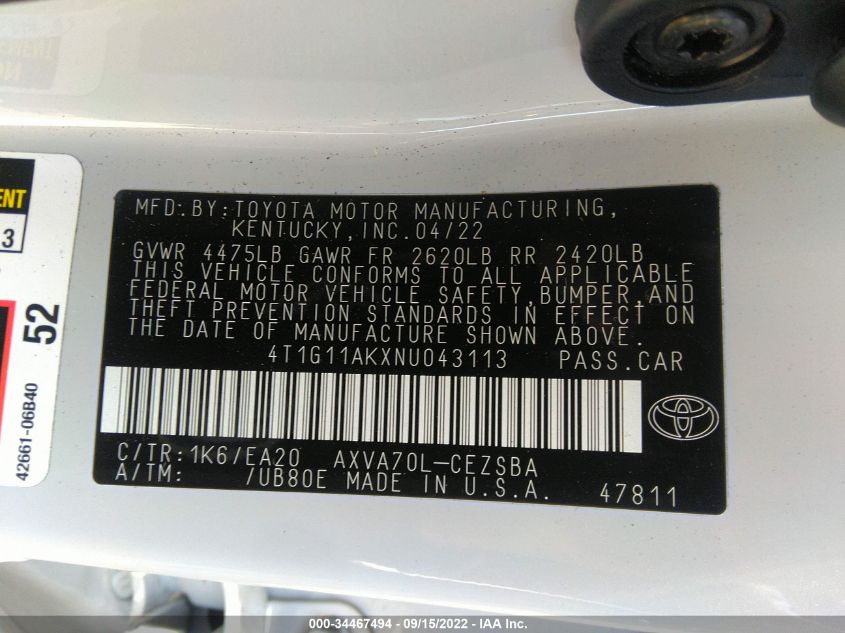 ENT
3
52
42661-06B40
MFD.BY:TOYOTA MOTOR MANUFACTURING,
KENTUCKY,INC.04/22
GVWR 4475LB GAWR FR 2620LB RR 2420LB
THIS VEHICLE CONFORMS TO ALL APPLICABLE
FEDERAL MOTOR VEHICLE SAFETY,BUMPER,AND
THEFT PREVENTION STANDARDS IN EFFECT ON
THE DATE OF MANUFACTURE SHOWN ABOVE.
4T1G11AKXNU043113 PASS.CAR
C/TR:1K6/EA20 AXVA70L-CEZSBA
A/TM: /UB80E MADE IN U.S.A. 47811
000-34467494 - 09/15/2022 - IAA Inc.